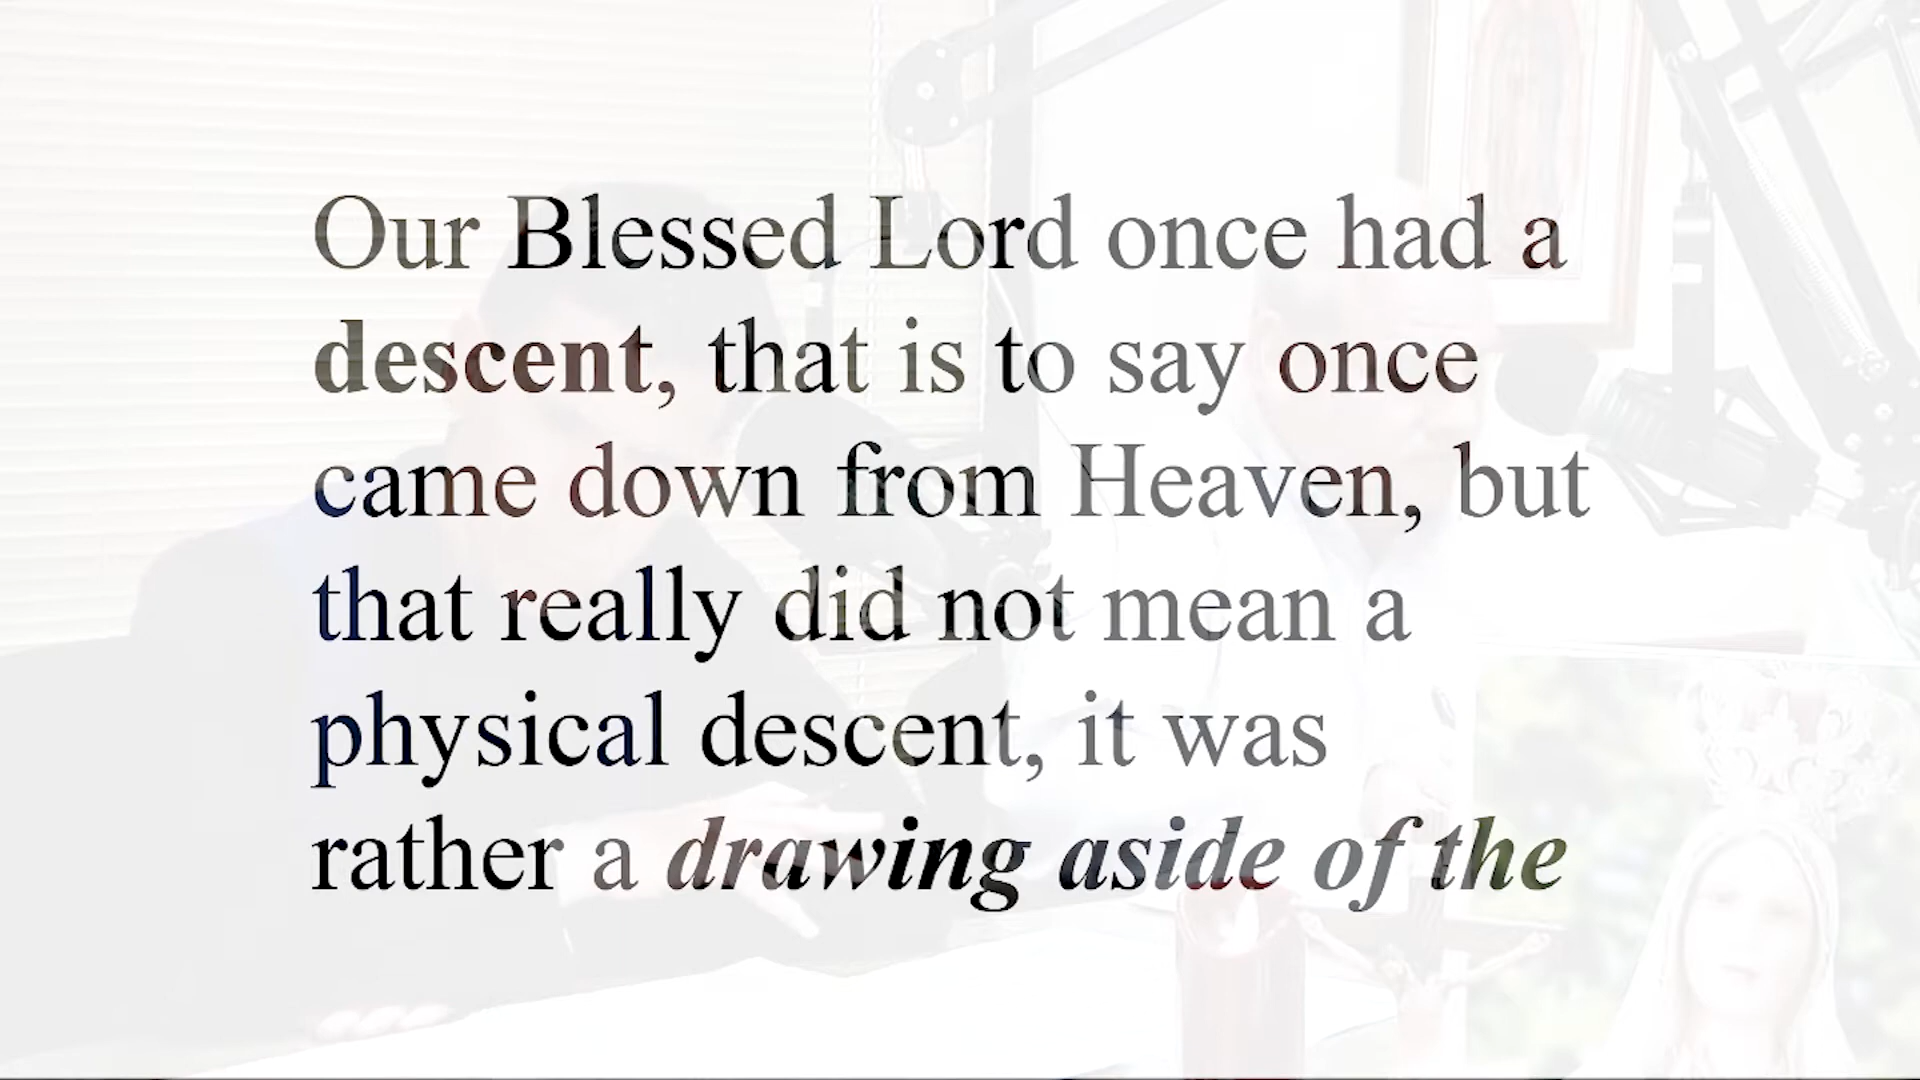 Our Blessed Lord once had a
descent, that is to say once
came down from Heaven, but
that really did not mean a
physical descent, it was
rather a drawing aside of the